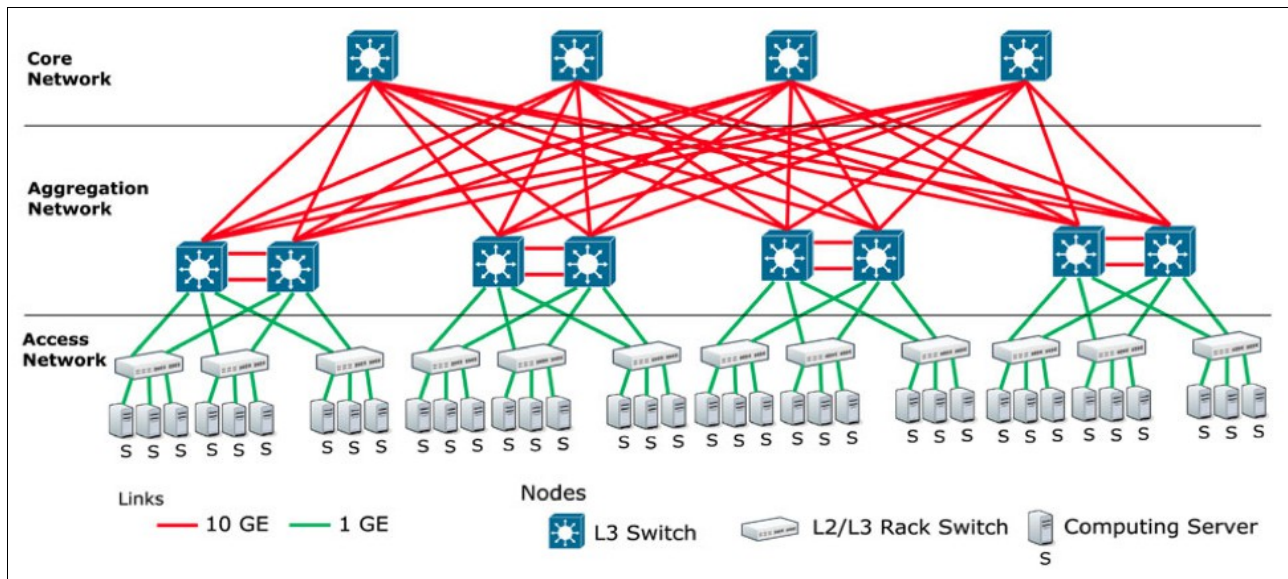 Core
Network
Aggregation
Network
Access
Network
S S S S S S S S S S S S S S S S S S S S S S S S S S S S S S S S S S S S
Links
10 GE
1 GE
Nodes
L3 Switch
L2/L3 Rack Switch
Computing Server
S